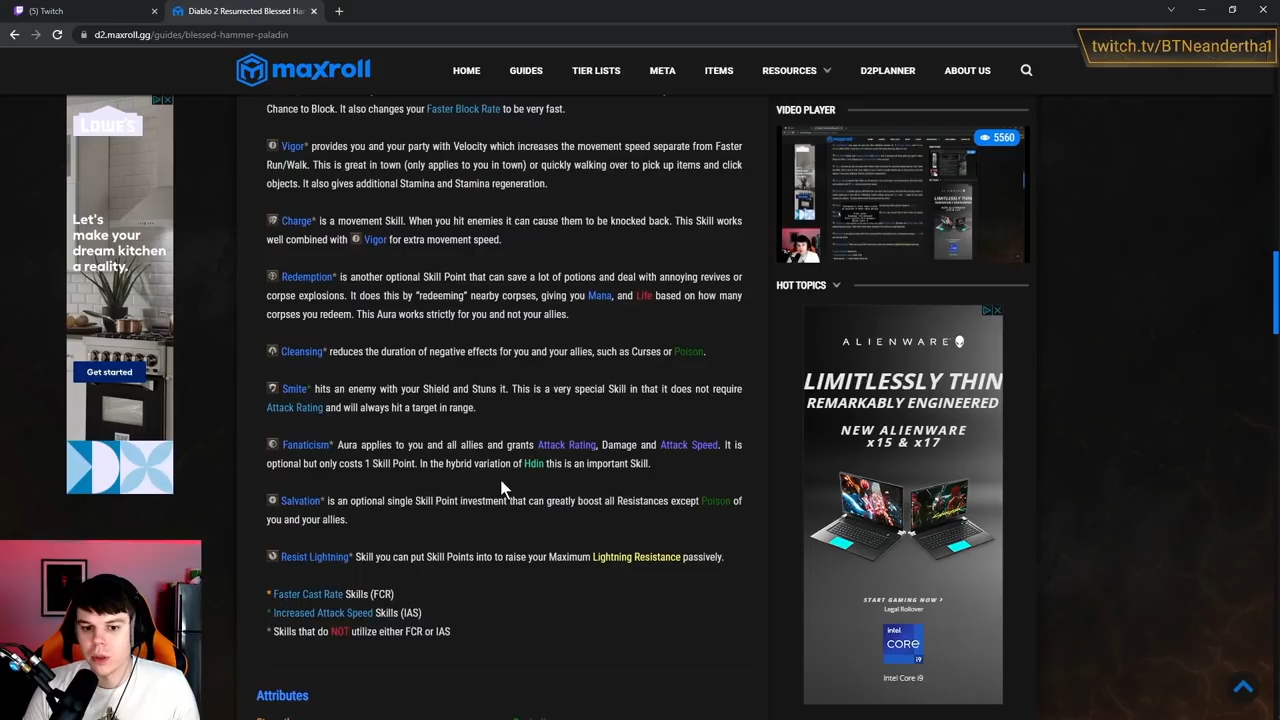 (5) Twitch
Diablo 2 Resurrected Blessed Ham
d2.maxroll.gg/guides/blessed-hammer-paladin
twitch.tv/BTNeandertha1
maxroll
HOME GUIDES TIER LISTS META ITEMS RESOURCES D2PLANNER ABOUT US
Chance to Block. It also changes your Faster Block Rate to be very fast.
Vigor* provides you and your party with Velocity which increases the movement speed separate from Faster
Run/Walk. This is great in town (only applies to you in town) or quickly walking over to pick up items and click
objects. It also gives additional Stamina and Stamina regeneration.
Charge* is a movement Skill. When you hit enemies it can cause them to be knocked back. This Skill works
well combined with Vigor for extra movement speed.
Redemption* is another optional Skill Point that can save a lot of potions and deal with annoying revives or
corpse explosions. It does this by "redeeming" nearby corpses, giving you Mana, and Life based on how many
corpses you redeem. This Aura works strictly for you and not your allies.
Cleansing* reduces the duration of negative effects for you and your allies, such as Curses or Poison.
Smite* hits an enemy with your Shield and Stuns it. This is a very special Skill in that it does not require
Attack Rating and will always hit a target in range.
Fanaticism* Aura applies to you and all allies and grants Attack Rating, Damage and Attack Speed. It is
optional but only costs 1 Skill Point. In the hybrid variation of Hdin this is an important Skill.
Salvation* is an optional single Skill Point investment that can greatly boost all Resistances except Poison of
you and your allies.
Resist Lightning* Skill you can put Skill Points into to raise your Maximum Lightning Resistance passively.
* Faster Cast Rate Skills (FCR)
* Increased Attack Speed Skills (IAS)
* Skills that do NOT utilize either FCR or IAS
Attributes
LOWE'S
Let's
make your
dream kitchen
a reality.
Get started
VIDEO PLAYER
5560
HOT TOPICS
ALIENWARE
LIMITLESSLY THIN
REMARKABLY ENGINEERED
NEW ALIENWARE
x15 & x17
LEGAL GAMING NOW >
Legal Rollover
intel.
CORE
i9
Intel Core i9